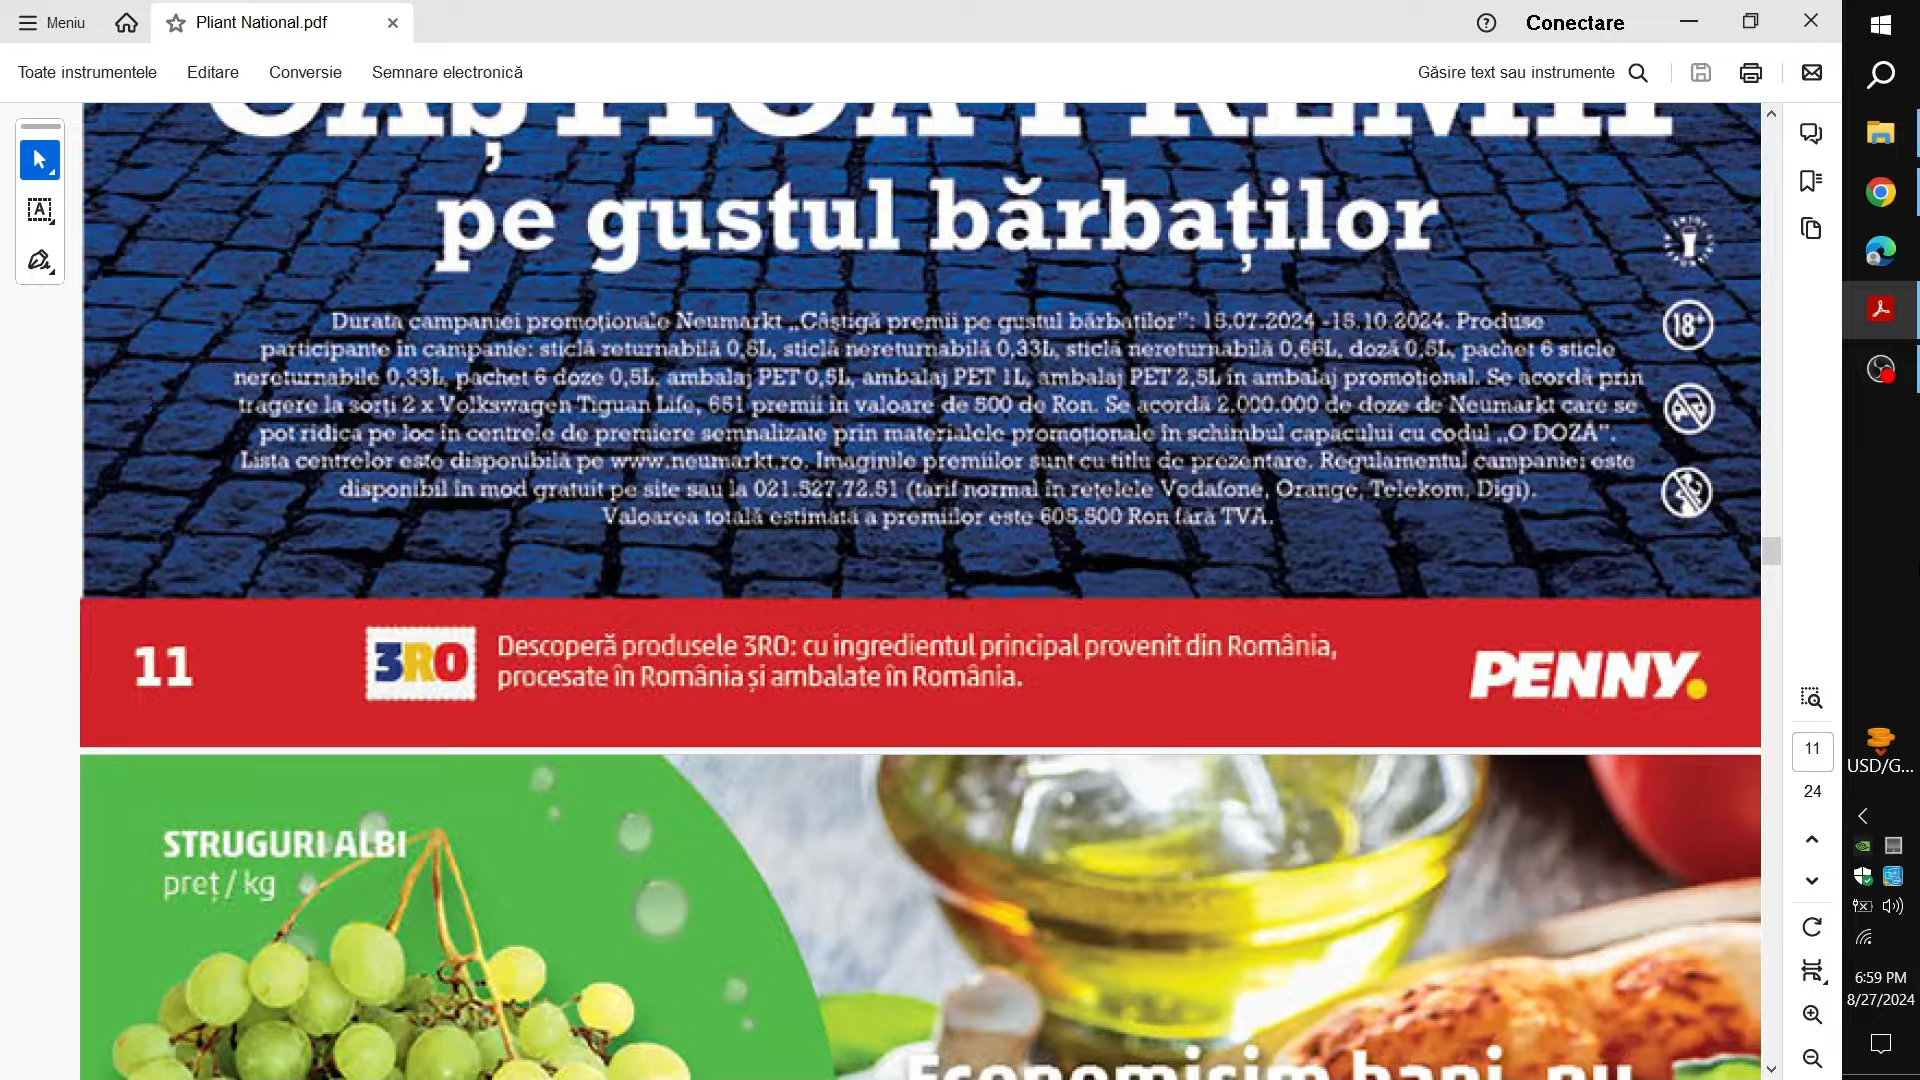 Meniu
Pliant National.pdf
Conectare
Toate instrumentele
Editare
Conversie
Semnare electronică
Găsire text sau instrumente
CÂȘTIGĂ PREMII
pe gustul bărbaților
Durata campaniei promoționale Neumarkt „Câștigă premii pe gustul bărbaților”: 15.07.2024 -15.10.2024. Produse
participante în campanie: sticlă returnabilă 0,5L, sticlă nereturnabilă 0,33L, sticlă nereturnabilă 0,66L, doză 0,5L, pachet 6 sticle
nereturnabile 0,33L, pachet 6 doze 0,5L, ambalaj PET 0,5L, ambalaj PET 1L, ambalaj PET 2,5L în ambalaj promoțional. Se acordă prin
tragere la sorți 2 x Volkswagen Tiguan Life, 651 premii în valoare de 500 de Ron. Se acordă 2.000.000 de doze de Neumarkt care se
pot ridica pe loc în centrele de premiere semnalizate prin materialele promoționale în schimbul capacului cu codul „O DOZĂ”.
Lista centrelor este disponibilă pe www.neumarkt.ro. Imaginile premiilor sunt cu titlu de prezentare. Regulamentul campaniei este
disponibil în mod gratuit pe site sau la 021.527.72.51 (tarif normal în rețelele Vodafone, Orange, Telekom, Digi).
Valoarea totală estimată a premiilor este 605.500 Ron fără TVA.
18+
11
3RO
Descoperă produsele 3RO: cu ingredientul principal provenit din România,
procesate în România și ambalate în România.
PENNY.
STRUGURI ALBI
preț / kg
Economisim bani, nu
11
24
USD/G...
6:59 PM
8/27/2024